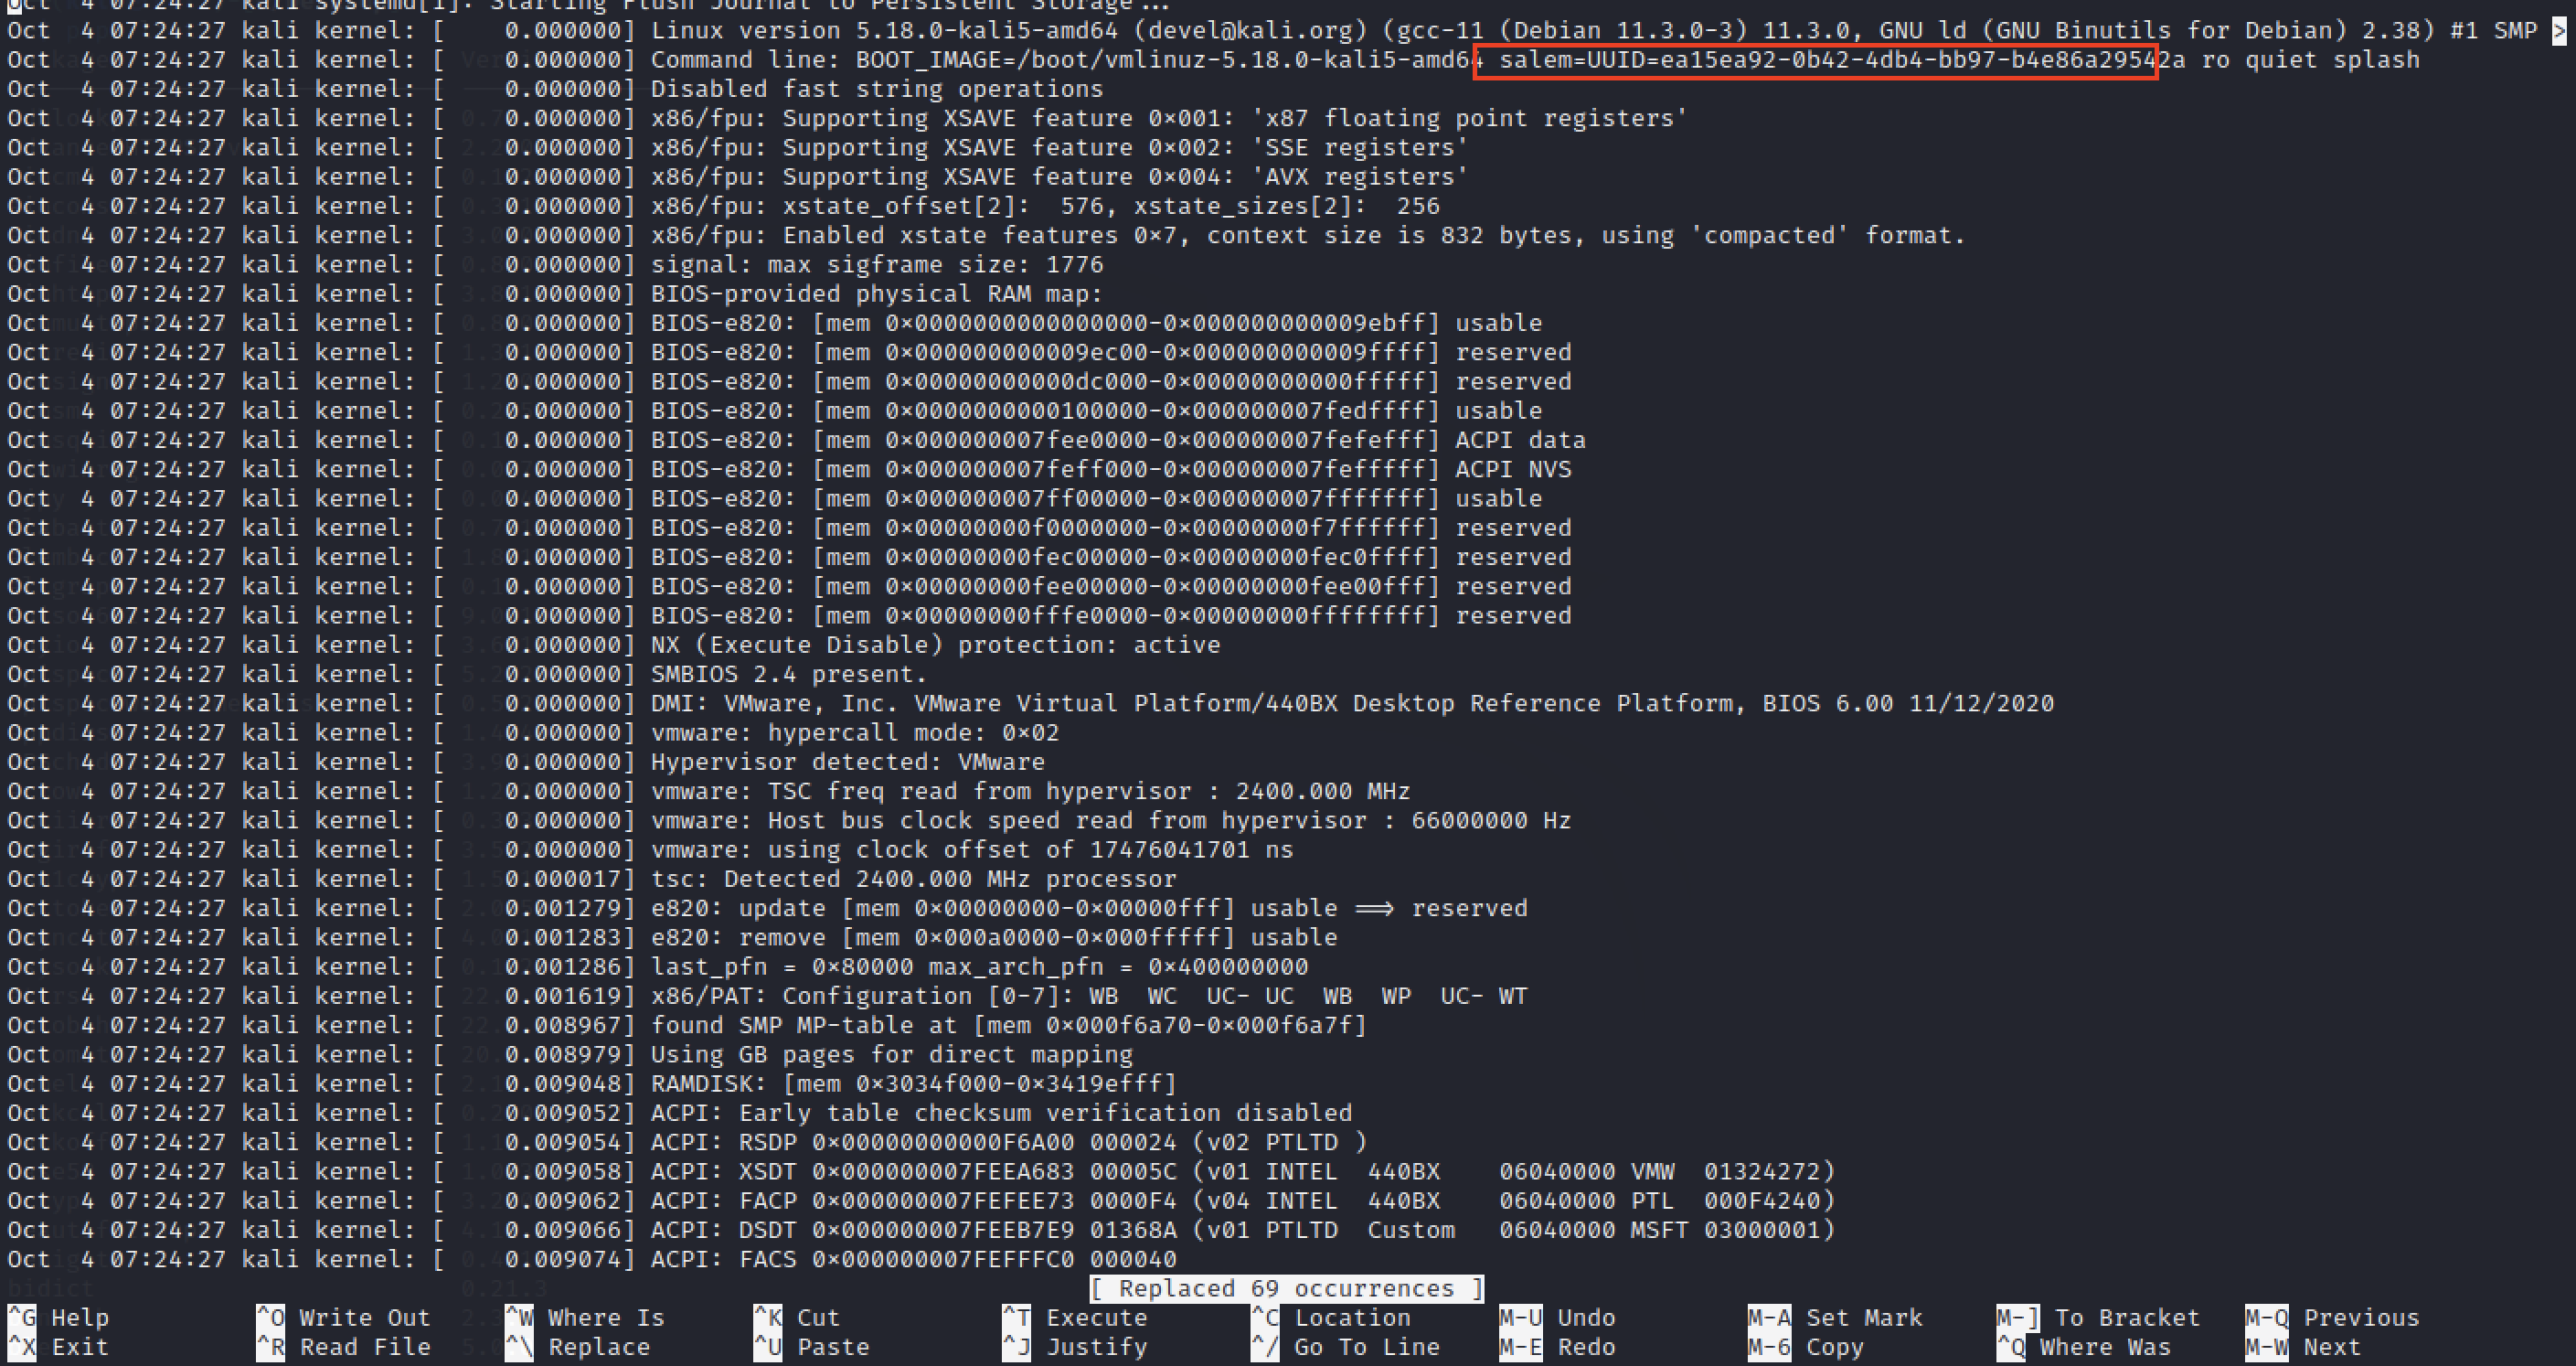 Oct  4 07:24:27 kali systemd[1]: Starting Flush Journal to Persistent Storage...
Oct  4 07:24:27 kali kernel: [    0.000000] Linux version 5.18.0-kali5-amd64 (devel@kali.org) (gcc-11 (Debian 11.3.0-3) 11.3.0, GNU ld (GNU Binutils for Debian) 2.38) #1 SMP >
Oct  4 07:24:27 kali kernel: [    0.000000] Command line: BOOT_IMAGE=/boot/vmlinuz-5.18.0-kali5-amd64 salem=UUID=ea15ea92-0b42-4db4-bb97-b4e86a29542a ro quiet splash
Oct  4 07:24:27 kali kernel: [    0.000000] Disabled fast string operations
Oct  4 07:24:27 kali kernel: [    0.000000] x86/fpu: Supporting XSAVE feature 0×001: 'x87 floating point registers'
Oct  4 07:24:27 kali kernel: [    0.000000] x86/fpu: Supporting XSAVE feature 0×002: 'SSE registers'
Oct  4 07:24:27 kali kernel: [    0.000000] x86/fpu: Supporting XSAVE feature 0×004: 'AVX registers'
Oct  4 07:24:27 kali kernel: [    0.000000] x86/fpu: xstate_offset[2]:  576, xstate_sizes[2]:  256
Oct  4 07:24:27 kali kernel: [    0.000000] x86/fpu: Enabled xstate features 0×7, context size is 832 bytes, using 'compacted' format.
Oct  4 07:24:27 kali kernel: [    0.000000] signal: max sigframe size: 1776
Oct  4 07:24:27 kali kernel: [    0.000000] BIOS-provided physical RAM map:
Oct  4 07:24:27 kali kernel: [    0.000000] BIOS-e820: [mem 0×0000000000000000-0×000000000009ebff] usable
Oct  4 07:24:27 kali kernel: [    0.000000] BIOS-e820: [mem 0×000000000009ec00-0×000000000009ffff] reserved
Oct  4 07:24:27 kali kernel: [    0.000000] BIOS-e820: [mem 0×00000000000dc000-0×00000000000fffff] reserved
Oct  4 07:24:27 kali kernel: [    0.000000] BIOS-e820: [mem 0×0000000000100000-0×000000007fedffff] usable
Oct  4 07:24:27 kali kernel: [    0.000000] BIOS-e820: [mem 0×000000007fee0000-0×000000007fefefff] ACPI data
Oct  4 07:24:27 kali kernel: [    0.000000] BIOS-e820: [mem 0×000000007feff000-0×000000007fefffff] ACPI NVS
Oct  4 07:24:27 kali kernel: [    0.000000] BIOS-e820: [mem 0×000000007ff00000-0×000000007fffffff] usable
Oct  4 07:24:27 kali kernel: [    0.000000] BIOS-e820: [mem 0×00000000f0000000-0×00000000f7ffffff] reserved
Oct  4 07:24:27 kali kernel: [    0.000000] BIOS-e820: [mem 0×00000000fec00000-0×00000000fec0ffff] reserved
Oct  4 07:24:27 kali kernel: [    0.000000] BIOS-e820: [mem 0×00000000fee00000-0×00000000fee00fff] reserved
Oct  4 07:24:27 kali kernel: [    0.000000] BIOS-e820: [mem 0×00000000fffe0000-0×00000000ffffffff] reserved
Oct  4 07:24:27 kali kernel: [    0.000000] NX (Execute Disable) protection: active
Oct  4 07:24:27 kali kernel: [    0.000000] SMBIOS 2.4 present.
Oct  4 07:24:27 kali kernel: [    0.000000] DMI: VMware, Inc. VMware Virtual Platform/440BX Desktop Reference Platform, BIOS 6.00 11/12/2020
Oct  4 07:24:27 kali kernel: [    0.000000] vmware: hypercall mode: 0×02
Oct  4 07:24:27 kali kernel: [    0.000000] Hypervisor detected: VMware
Oct  4 07:24:27 kali kernel: [    0.000000] vmware: TSC freq read from hypervisor : 2400.000 MHz
Oct  4 07:24:27 kali kernel: [    0.000000] vmware: Host bus clock speed read from hypervisor : 66000000 Hz
Oct  4 07:24:27 kali kernel: [    0.000000] vmware: using clock offset of 17476041701 ns
Oct  4 07:24:27 kali kernel: [    0.000017] tsc: Detected 2400.000 MHz processor
Oct  4 07:24:27 kali kernel: [    0.001279] e820: update [mem 0×00000000-0×00000fff] usable ⟹ reserved
Oct  4 07:24:27 kali kernel: [    0.001283] e820: remove [mem 0×000a0000-0×000fffff] usable
Oct  4 07:24:27 kali kernel: [    0.001286] last_pfn = 0×80000 max_arch_pfn = 0×400000000
Oct  4 07:24:27 kali kernel: [    0.001619] x86/PAT: Configuration [0-7]: WB  WC  UC- UC  WB  WP  UC- WT
Oct  4 07:24:27 kali kernel: [    0.008967] found SMP MP-table at [mem 0×000f6a70-0×000f6a7f]
Oct  4 07:24:27 kali kernel: [    0.008979] Using GB pages for direct mapping
Oct  4 07:24:27 kali kernel: [    0.009048] RAMDISK: [mem 0×3034f000-0×3419efff]
Oct  4 07:24:27 kali kernel: [    0.009052] ACPI: Early table checksum verification disabled
Oct  4 07:24:27 kali kernel: [    0.009054] ACPI: RSDP 0×00000000000F6A00 000024 (v02 PTLTD )
Oct  4 07:24:27 kali kernel: [    0.009058] ACPI: XSDT 0×000000007FEEA683 00005C (v01 INTEL  440BX    06040000 VMW  01324272)
Oct  4 07:24:27 kali kernel: [    0.009062] ACPI: FACP 0×000000007FEFEE73 0000F4 (v04 INTEL  440BX    06040000 PTL  000F4240)
Oct  4 07:24:27 kali kernel: [    0.009066] ACPI: DSDT 0×000000007FEEB7E9 01368A (v01 PTLTD  Custom   06040000 MSFT 03000001)
Oct  4 07:24:27 kali kernel: [    0.009074] ACPI: FACS 0×000000007FEFFFC0 000040
bidict 0.21.3
[ Replaced 69 occurrences ]
^G Help ^O Write Out ^W Where Is ^K Cut ^T Execute ^C Location M-U Undo M-A Set Mark M-] To Bracket M-Q Previous
^X Exit ^R Read File ^\ Replace ^U Paste ^J Justify ^/ Go To Line M-E Redo M-6 Copy ^Q Where Was M-W Next